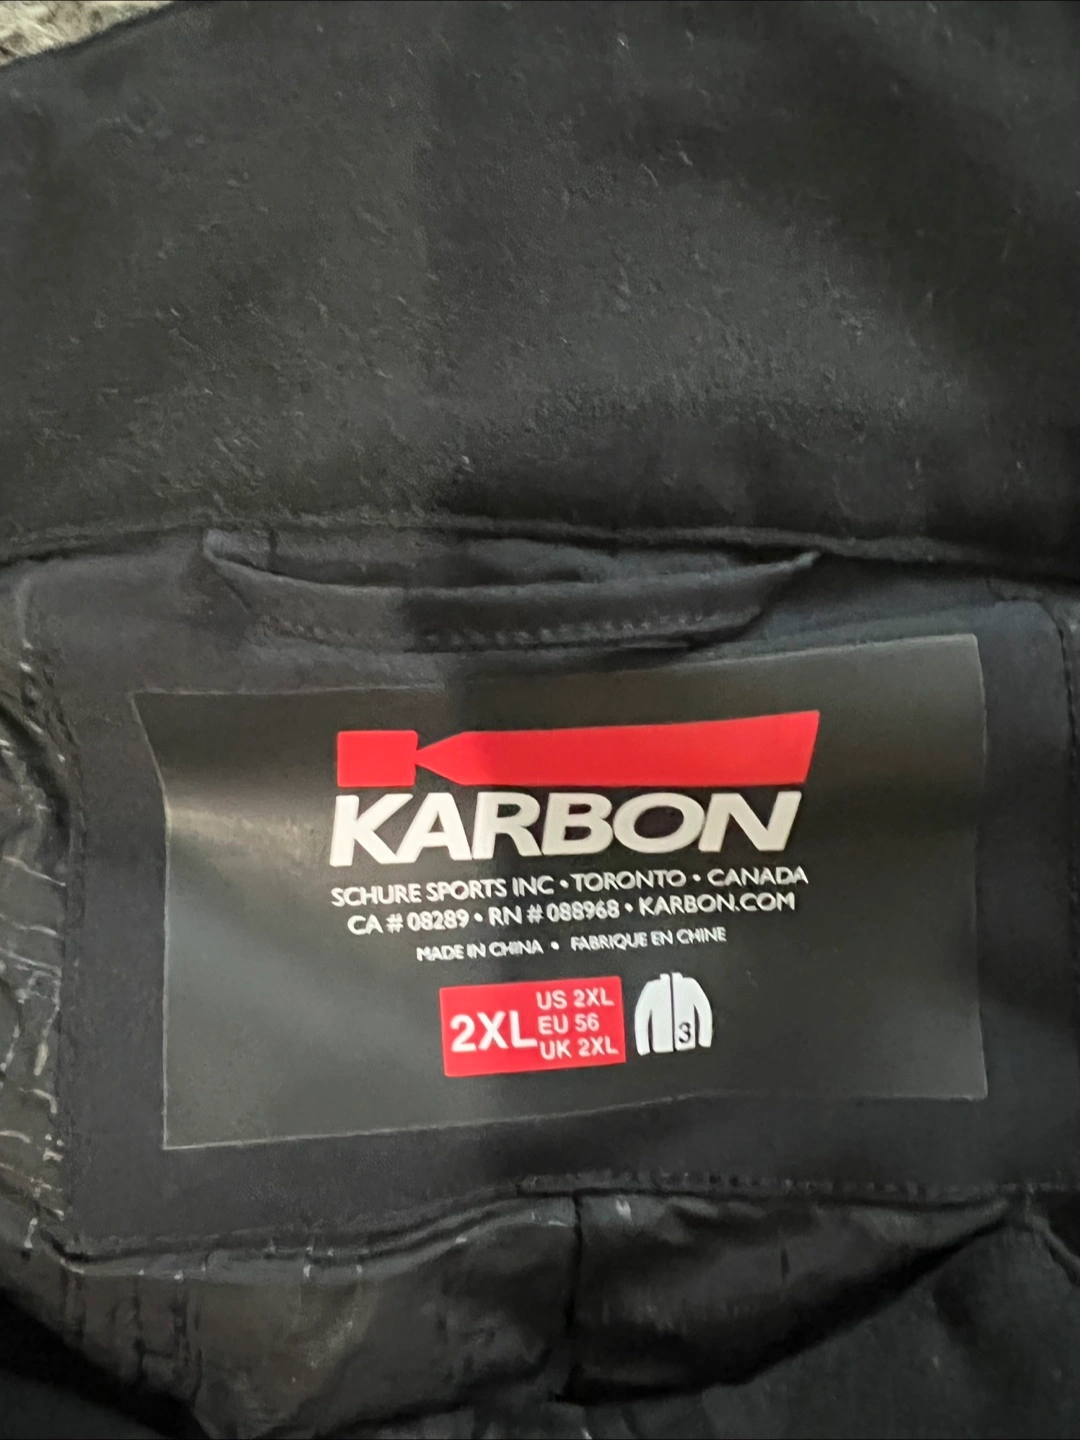 KARBON
SCHURE SPORTS INC • TORONTO • CANADA
CA # 08289 • RN # 088968 • KARBON.COM
MADE IN CHINA • FABRIQUE EN CHINE
2XL
US 2XL
EU 56
UK 2XL
3